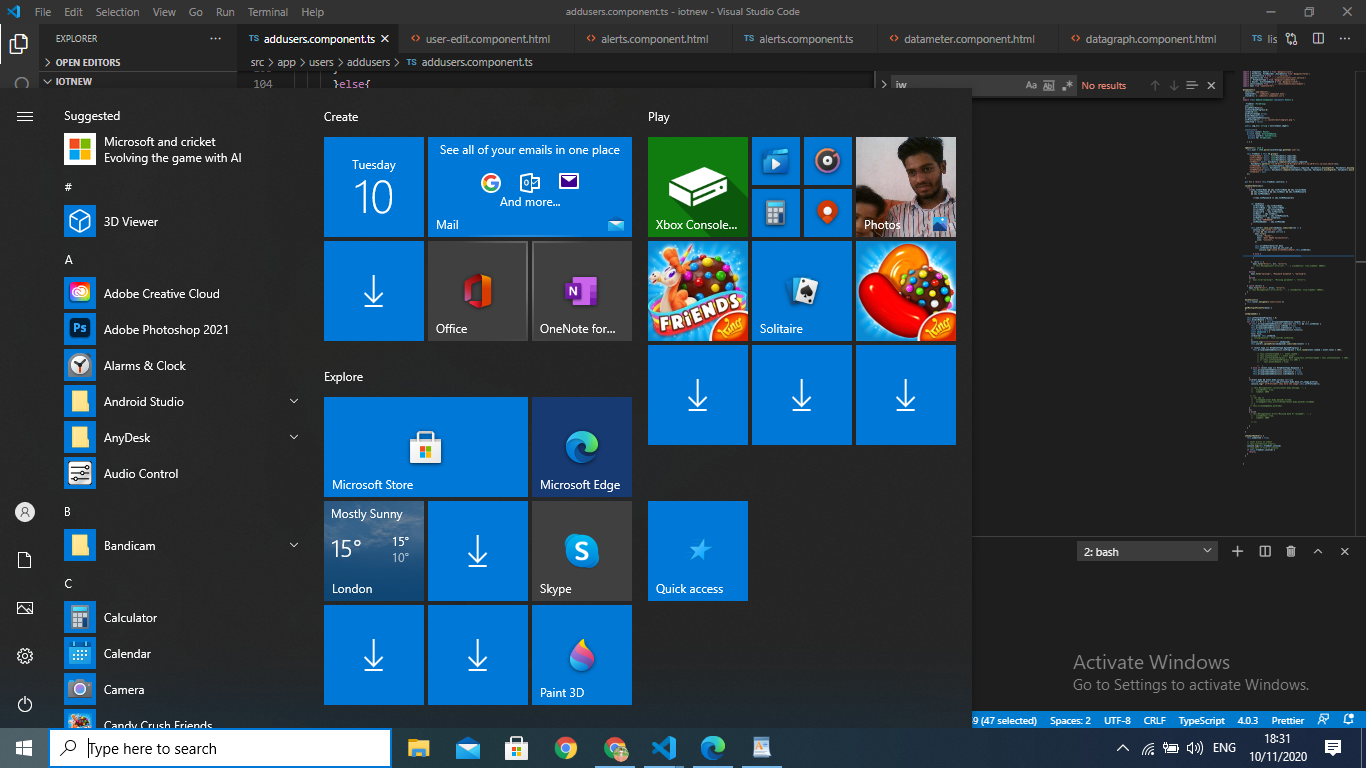 File Edit Selection View Go Run Terminal Help
addusers.component.ts - iotnew - Visual Studio Code
EXPLORER
OPEN EDITORS
IOTNEW
TS addusers.component.ts
user-edit.component.html
alerts.component.html
TS alerts.component.ts
datameter.component.html
datagraph.component.html
TS lis
src > app > users > addusers > TS addusers.component.ts
104 }else{
iw
Aa Abl .*
No results
Suggested
Microsoft and cricket
Evolving the game with AI
#
3D Viewer
A
Adobe Creative Cloud
Ps
Adobe Photoshop 2021
Alarms & Clock
Android Studio
AnyDesk
Audio Control
B
Bandicam
C
Calculator
Calendar
Camera
Candy Crush Friends
Create
Tuesday
10
See all of your emails in one place
And more...
Mail
Office
OneNote for...
Explore
Microsoft Store
Microsoft Edge
Mostly Sunny
15°
15°
10°
London
Skype
Paint 3D
Play
Xbox Console...
Photos
FRIENDS
King
Solitaire
King
Quick access
2: bash
Activate Windows
Go to Settings to activate Windows.
9 (47 selected) Spaces: 2 UTF-8 CRLF TypeScript 4.0.3 Prettier
Type here to search
ENG
18:31
10/11/2020